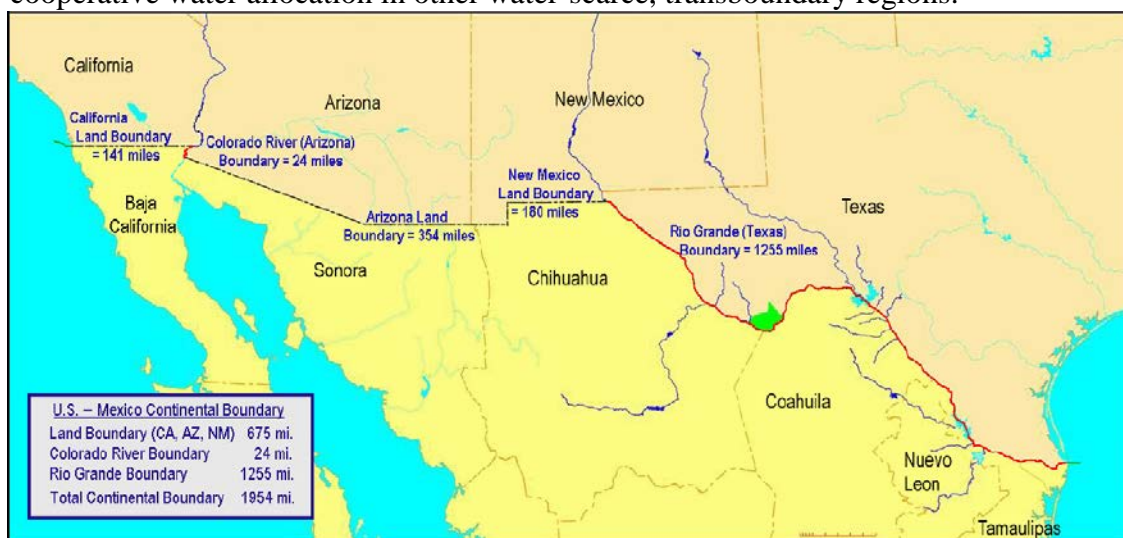 cooperative water allocation in other water-scarce, transboundary regions.
California
Arizona
New Mexico
California
Land Boundary
= 141 miles
Colorado River (Arizona)
Boundary = 24 miles
New Mexico
Land Boundary
= 180 miles
Texas
Baja
California
Arizona Land
Boundary = 354 miles
Rio Grande (Texas)
Boundary = 1255 miles
Sonora
Chihuahua
Coahuila
U.S. – Mexico Continental Boundary
Land Boundary (CA, AZ, NM) 675 mi.
Colorado River Boundary 24 mi.
Rio Grande Boundary 1255 mi.
Total Continental Boundary 1954 mi.
Nuevo
Leon
Tamaulipas